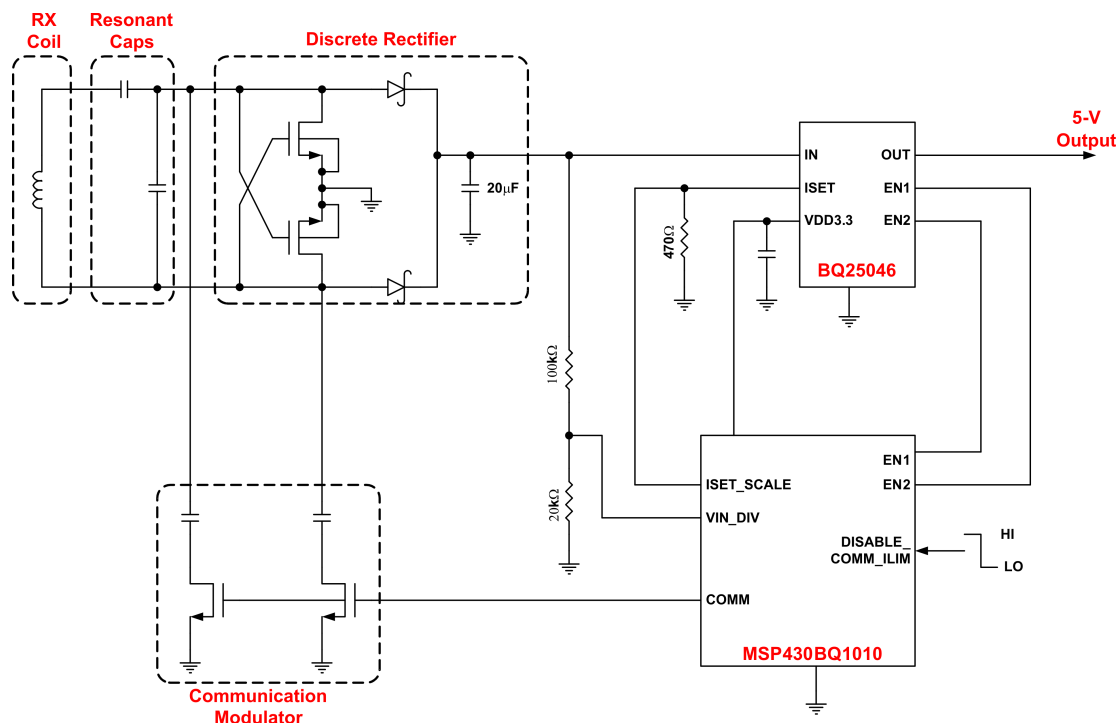 RX
Coil
Resonant
Caps
Discrete Rectifier
20µF
5-V
Output
IN
OUT
ISET
EN1
VDD3.3
EN2
BQ25046
470Ω
100kΩ
20kΩ
ISET_SCALE
VIN_DIV
COMM
EN1
EN2
DISABLE_
COMM_ILIM
HI
LO
MSP430BQ1010
Communication
Modulator